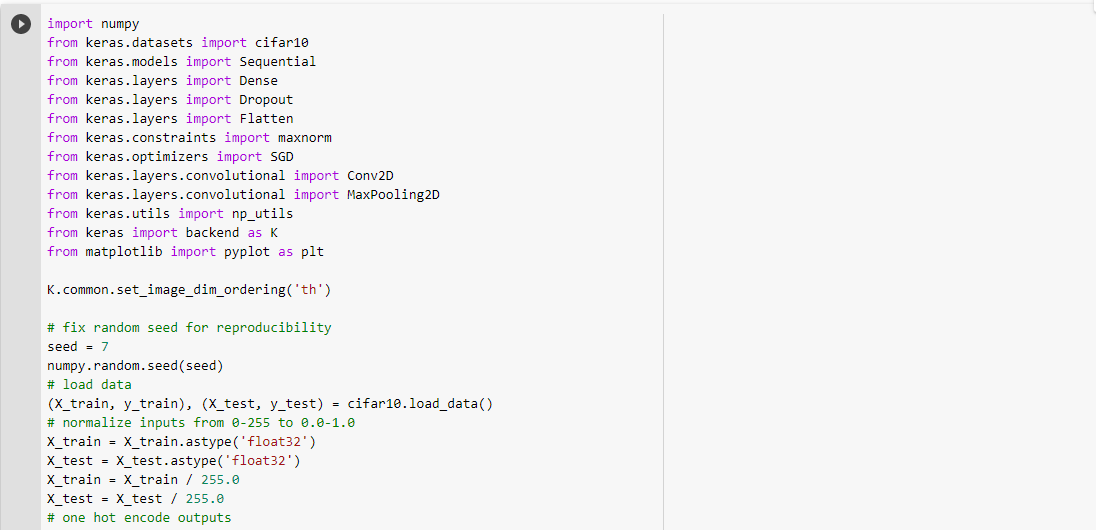 import numpy
from keras.datasets import cifar10
from keras.models import Sequential
from keras.layers import Dense
from keras.layers import Dropout
from keras.layers import Flatten
from keras.constraints import maxnorm
from keras.optimizers import SGD
from keras.layers.convolutional import Conv2D
from keras.layers.convolutional import MaxPooling2D
from keras.utils import np_utils
from keras import backend as K
from matplotlib import pyplot as plt
K.common.set_image_dim_ordering('th')
# fix random seed for reproducibility
seed = 7
numpy.random.seed(seed)
# load data
(X_train, y_train), (X_test, y_test) = cifar10.load_data()
# normalize inputs from 0-255 to 0.0-1.0
X_train = X_train.astype('float32')
X_test = X_test.astype('float32')
X_train = X_train / 255.0
X_test = X_test / 255.0
# one hot encode outputs